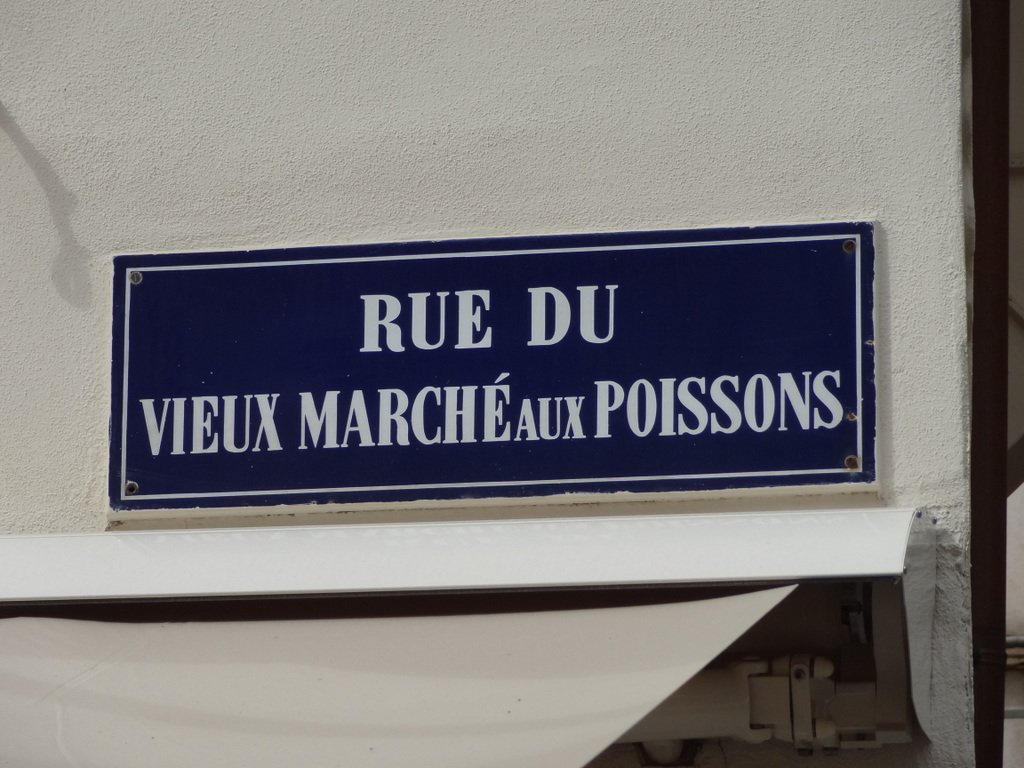 RUE DU
VIEUX MARCHÉ AUX POISSONS